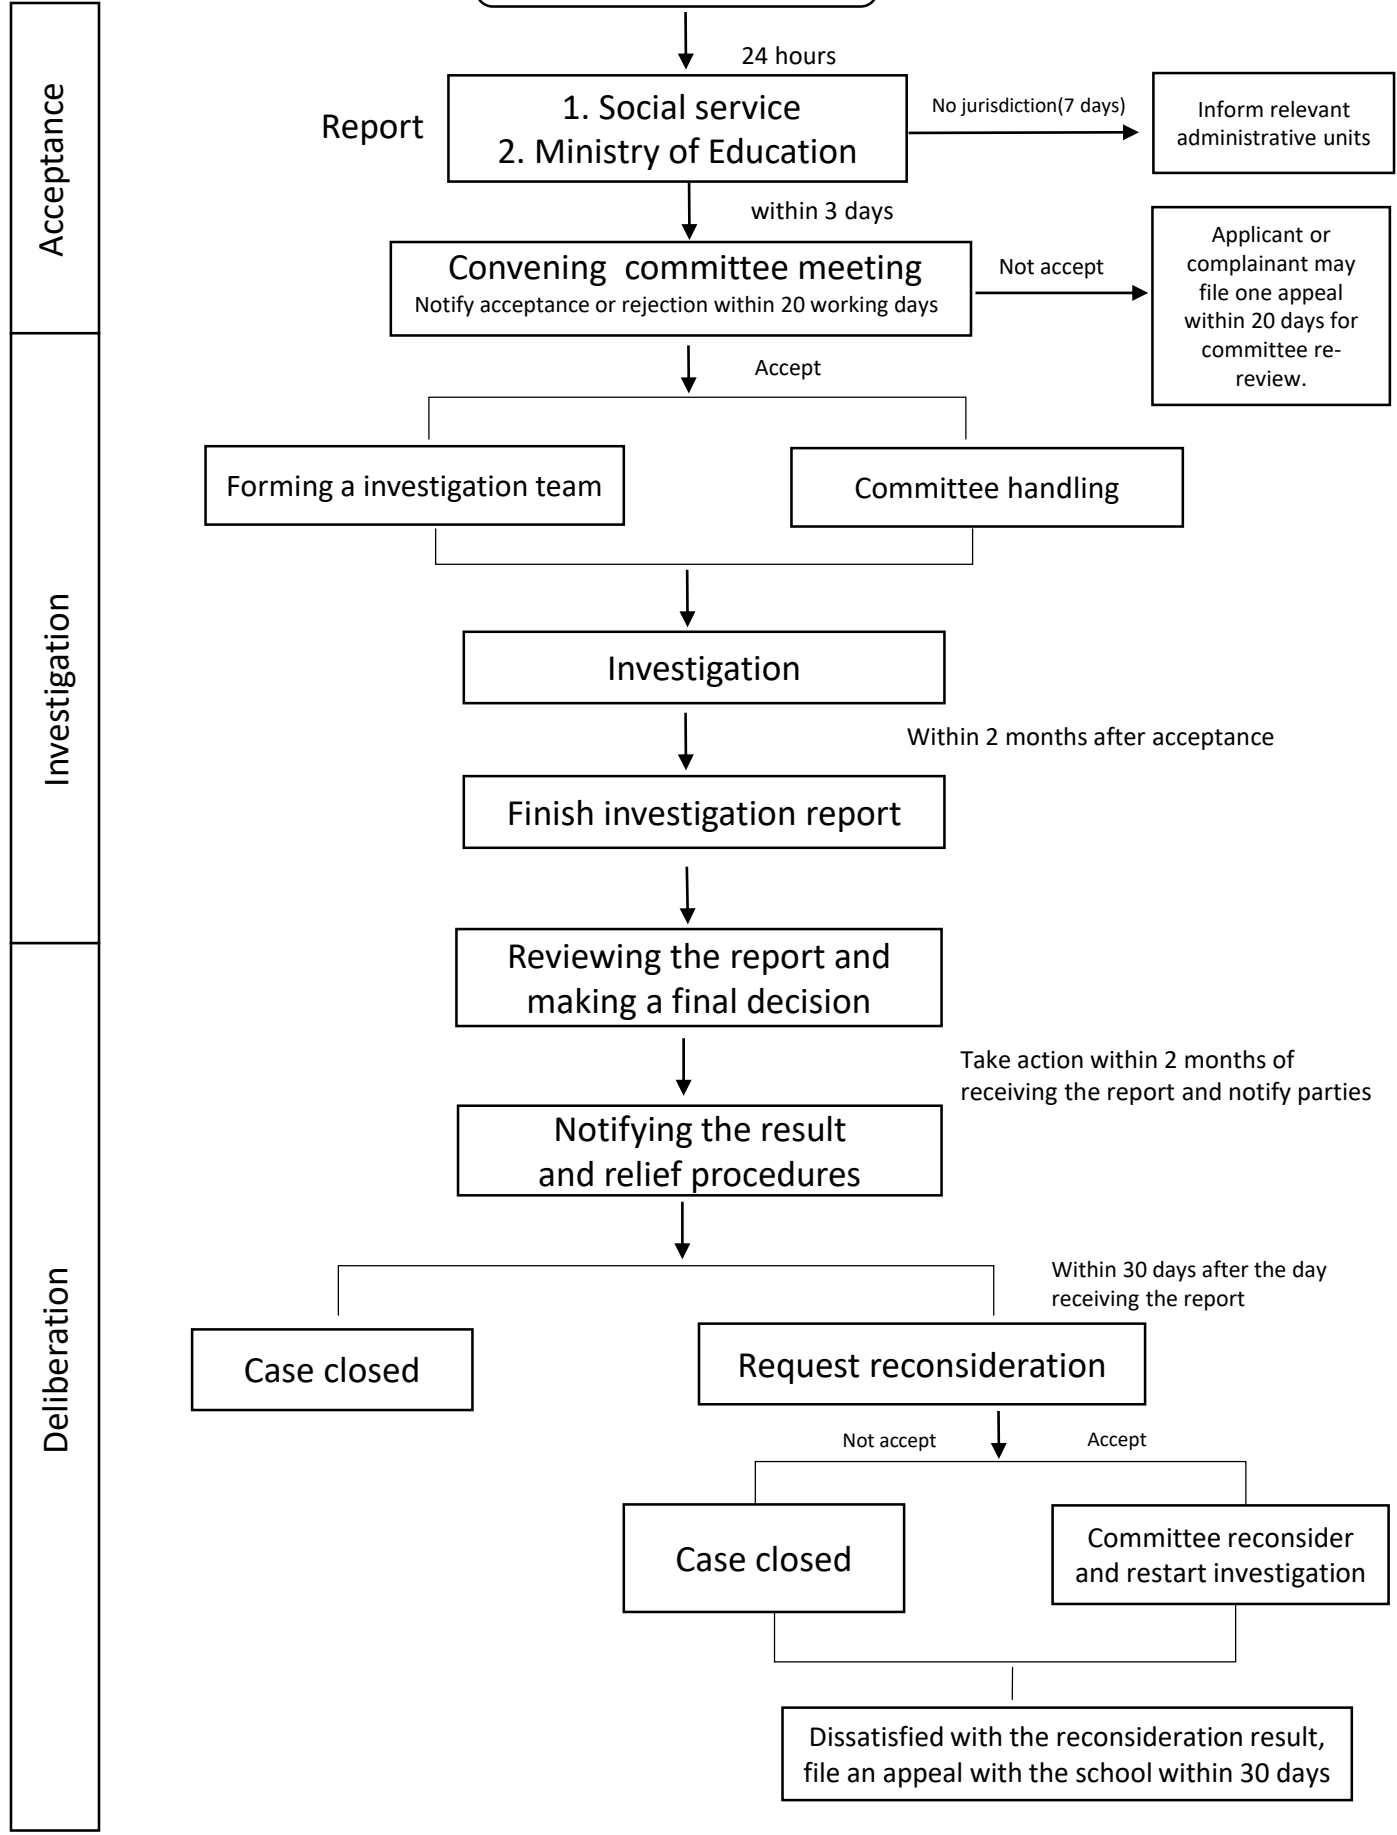 Acceptance
24 hours
Report
1. Social service
2. Ministry of Education
No jurisdiction(7 days)
Inform relevant
administrative units
within 3 days
Convening  committee meeting
Notify acceptance or rejection within 20 working days
Not accept
Applicant or
complainant may
file one appeal
within 20 days for
committee re-
review.
Accept
Investigation
Forming a investigation team
Committee handling
Investigation
Within 2 months after acceptance
Finish investigation report
Deliberation
Reviewing the report and
making a final decision
Take action within 2 months of
receiving the report and notify parties
Notifying the result
and relief procedures
Within 30 days after the day
receiving the report
Case closed
Request reconsideration
Not accept
Accept
Case closed
Committee reconsider
and restart investigation
Dissatisfied with the reconsideration result,
file an appeal with the school within 30 days